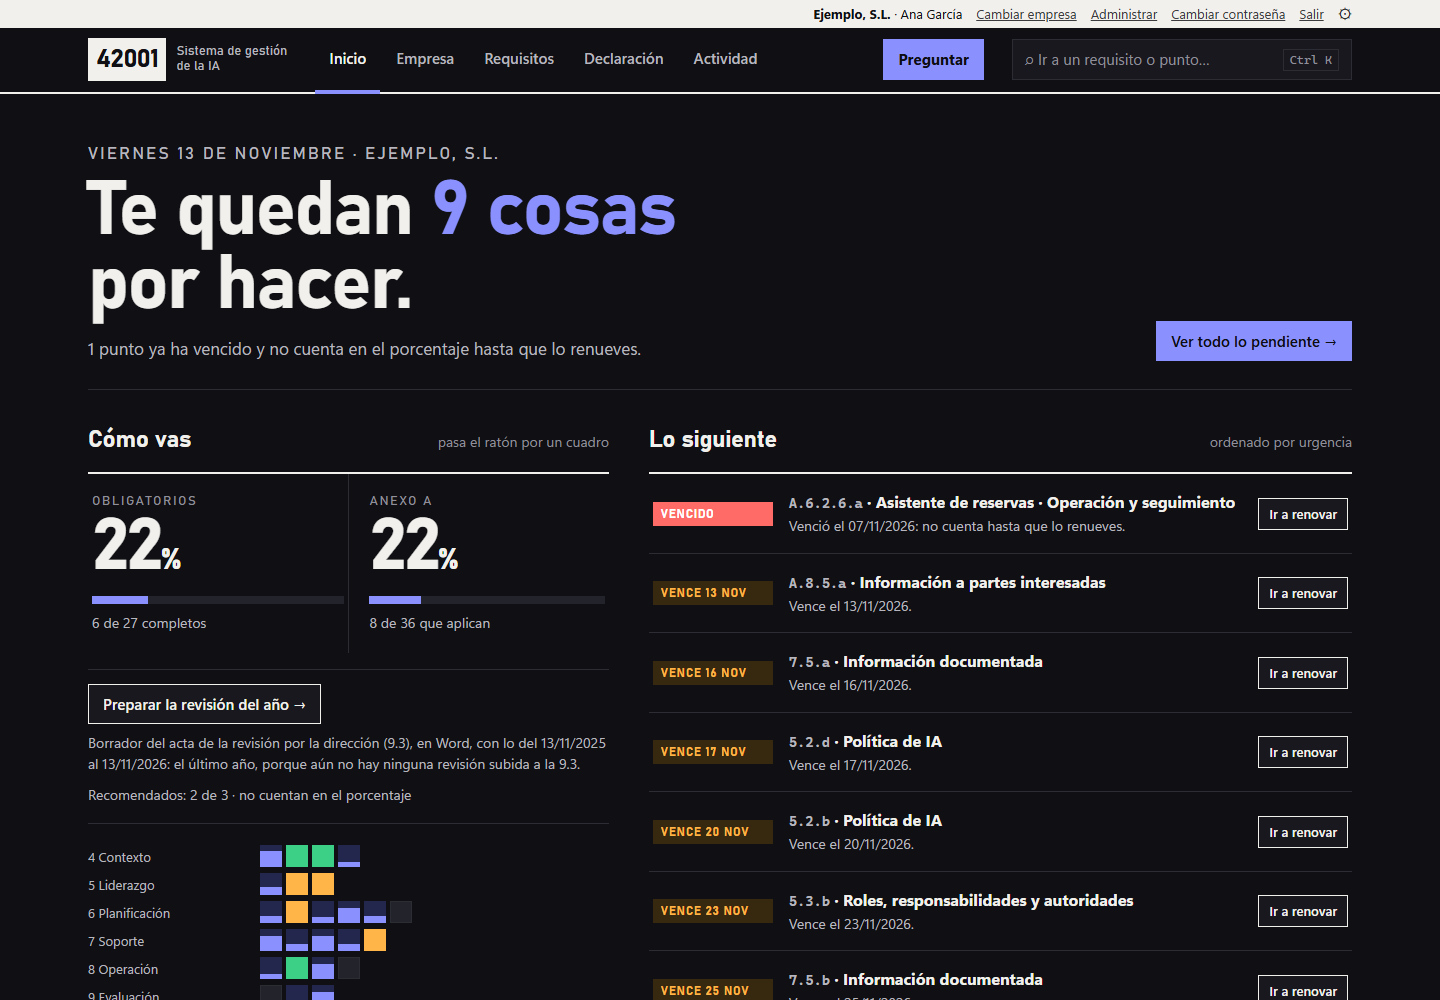 Ejemplo, S.L. · Ana García Cambiar empresa Administrar Cambiar contraseña Salir
42001 Sistema de gestión de la IA
Inicio Empresa Requisitos Declaración Actividad
Preguntar
Ir a un requisito o punto... Ctrl K
VIERNES 13 DE NOVIEMBRE · EJEMPLO, S.L.
Te quedan 9 cosas
por hacer.
1 punto ya ha vencido y no cuenta en el porcentaje hasta que lo renueves.
Ver todo lo pendiente →
Cómo vas
pasa el ratón por un cuadro
OBLIGATORIOS
22%
6 de 27 completos
ANEXO A
22%
8 de 36 que aplican
Preparar la revisión del año →
Borrador del acta de la revisión por la dirección (9.3), en Word, con lo del 13/11/2025
al 13/11/2026: el último año, porque aún no hay ninguna revisión subida a la 9.3.
Recomendados: 2 de 3 · no cuentan en el porcentaje
4 Contexto
5 Liderazgo
6 Planificación
7 Soporte
8 Operación
9 Evaluación
Lo siguiente
ordenado por urgencia
VENCIDO
A.6.2.6.a · Asistente de reservas · Operación y seguimiento
Venció el 07/11/2026: no cuenta hasta que lo renueves.
Ir a renovar
VENCE 13 NOV
A.8.5.a · Información a partes interesadas
Vence el 13/11/2026.
Ir a renovar
VENCE 16 NOV
7.5.a · Información documentada
Vence el 16/11/2026.
Ir a renovar
VENCE 17 NOV
5.2.d · Política de IA
Vence el 17/11/2026.
Ir a renovar
VENCE 20 NOV
5.2.b · Política de IA
Vence el 20/11/2026.
Ir a renovar
VENCE 23 NOV
5.3.b · Roles, responsabilidades y autoridades
Vence el 23/11/2026.
Ir a renovar
VENCE 25 NOV
7.5.b · Información documentada
Ir a renovar